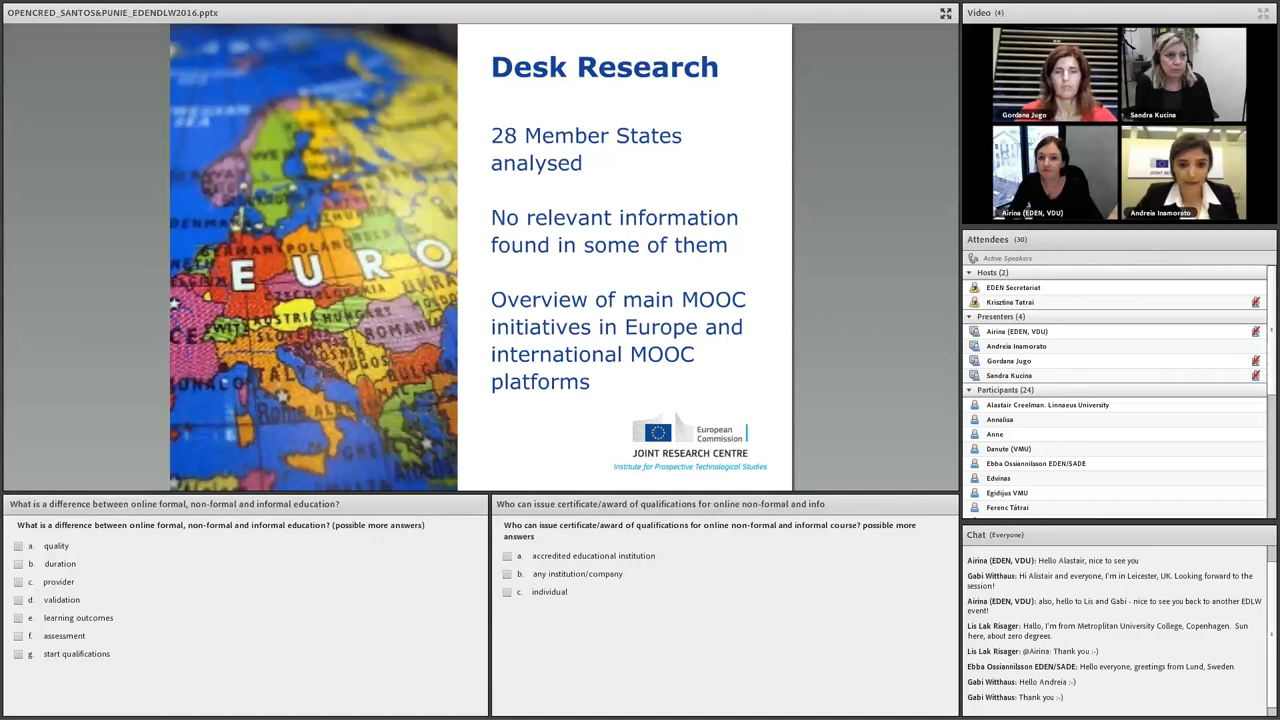 OPENCRED_SANTOS&PUNIE_EDENDLW2016.pptx
Desk Research
28 Member States
analysed
No relevant information
found in some of them
Overview of main MOOC
initiatives in Europe and
international MOOC
platforms
European
Commission
JOINT RESEARCH CENTRE
Institute for Prospective Technological Studies
EURO
POLAND
AUSTRIA
HUNGARY
ROMANIA
What is a difference between online formal, non-formal and informal education?
What is a difference between online formal, non-formal and informal education? (possible more answers)
a. quality
b. duration
c. provider
d. validation
e. learning outcomes
f. assessment
g. start qualifications
Who can issue certificate/award of qualifications for online non-formal and info
Who can issue certificate/award of qualifications for online non-formal and informal course? possible more
answers
a. accredited educational institution
b. any institution/company
c. individual
Video (4)
Gordana Jugo
Sandra Kucina
Airina (EDEN, VDU)
Andreia Inamorato
JOINT RE
Attendees (30)
Active Speakers
Hosts (2)
EDEN Secretariat
Krisztina Tatrai
Presenters (4)
Airina (EDEN, VDU)
Andreia Inamorato
Gordana Jugo
Sandra Kucina
Participants (24)
Alastair Creelman. Linnaeus University
Annalisa
Anne
Danute (VMU)
Ebba Ossiannilsson EDEN/SADE
Edvinas
Egidijus VMU
Ferenc Tátrai
Chat (Everyone)
Airina (EDEN, VDU): Hello Alastair, nice to see you
Gabi Witthaus: Hi Alistair and everyone, I'm in Leicester, UK. Looking forward to the
session!
Airina (EDEN, VDU): also, hello to Lis and Gabi - nice to see you back to another EDLW
event!
Lis Lak Risager: Hallo, I'm from Metroplitan University College, Copenhagen. Sun
here, about zero degrees.
Lis Lak Risager: @Airina: Thank you :-)
Ebba Ossiannilsson EDEN/SADE: Hello everyone, greetings from Lund, Sweden
Gabi Witthaus: Hello Andreia :-)
Gabi Witthaus: Thank you :-)